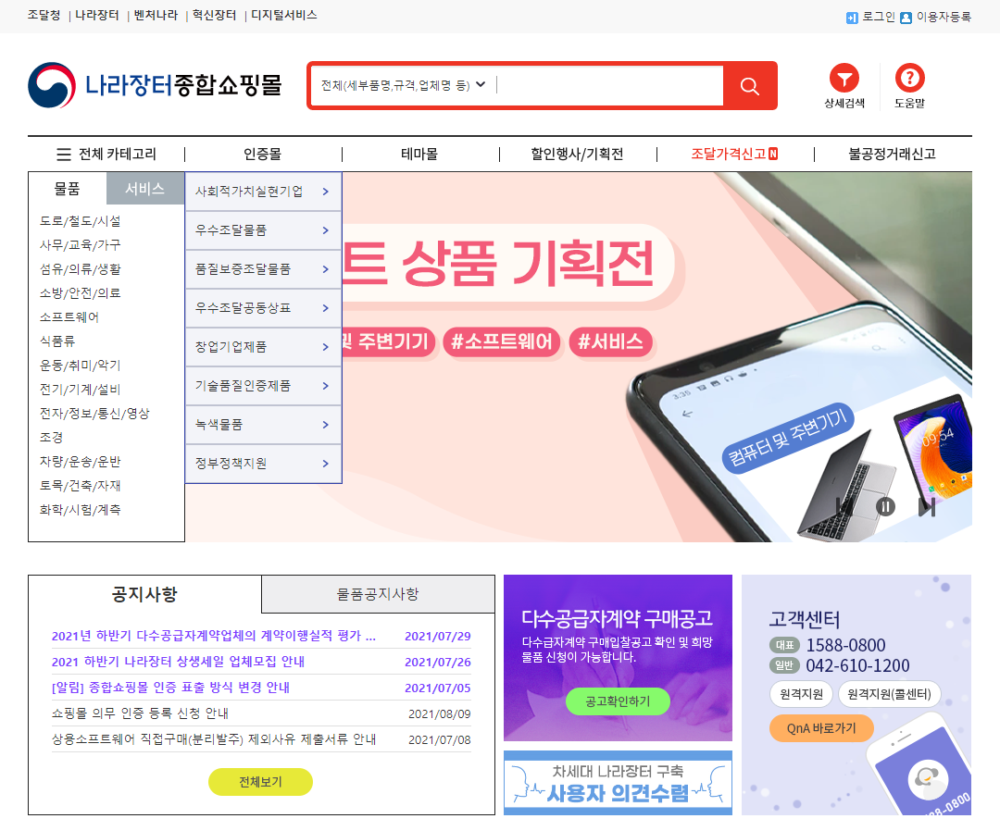 조달청 | 나라장터 | 벤처나라 | 혁신장터 | 디지털서비스
로그인 이용자등록
나라장터종합쇼핑몰
전체(세부품명,규격,업체명 등)
상세검색
도움말
전체 카테고리
인증몰
테마몰
할인행사/기획전
조달가격신고 N
불공정거래신고
물품
서비스
도로/철도/시설
사무/교육/가구
섬유/의류/생활
소방/안전/의료
소프트웨어
식품류
운동/취미/악기
전기/기계/설비
전자/정보/통신/영상
조경
차량/운송/운반
토목/건축/자재
화학/시험/계측
사회적가치실현기업
우수조달물품
품질보증조달물품
우수조달공동상표
창업기업제품
기술품질인증제품
녹색물품
정부정책지원
트 상품 기획전
및 주변기기 #소프트웨어 #서비스
3:35
컴퓨터 및 주변기기
09:54
공지사항
물품공지사항
2021년 하반기 다수공급자계약업체의 계약이행실적 평가 ... 2021/07/29
2021 하반기 나라장터 상생세일 업체모집 안내 2021/07/26
[알림] 종합쇼핑몰 인증 표출 방식 변경 안내 2021/07/05
쇼핑몰 의무 인증 등록 신청 안내 2021/08/09
상용소프트웨어 직접구매(분리발주) 제외사유 제출서류 안내 2021/07/08
전체보기
다수공급자계약 구매공고
다수급자계약 구매입찰공고 확인 및 희망
물품 신청이 가능합니다.
공고확인하기
차세대 나라장터 구축
사용자 의견수렴
고객센터
대표 1588-0800
일반 042-610-1200
원격지원 원격지원(콜센터)
QnA 바로가기
88-0800